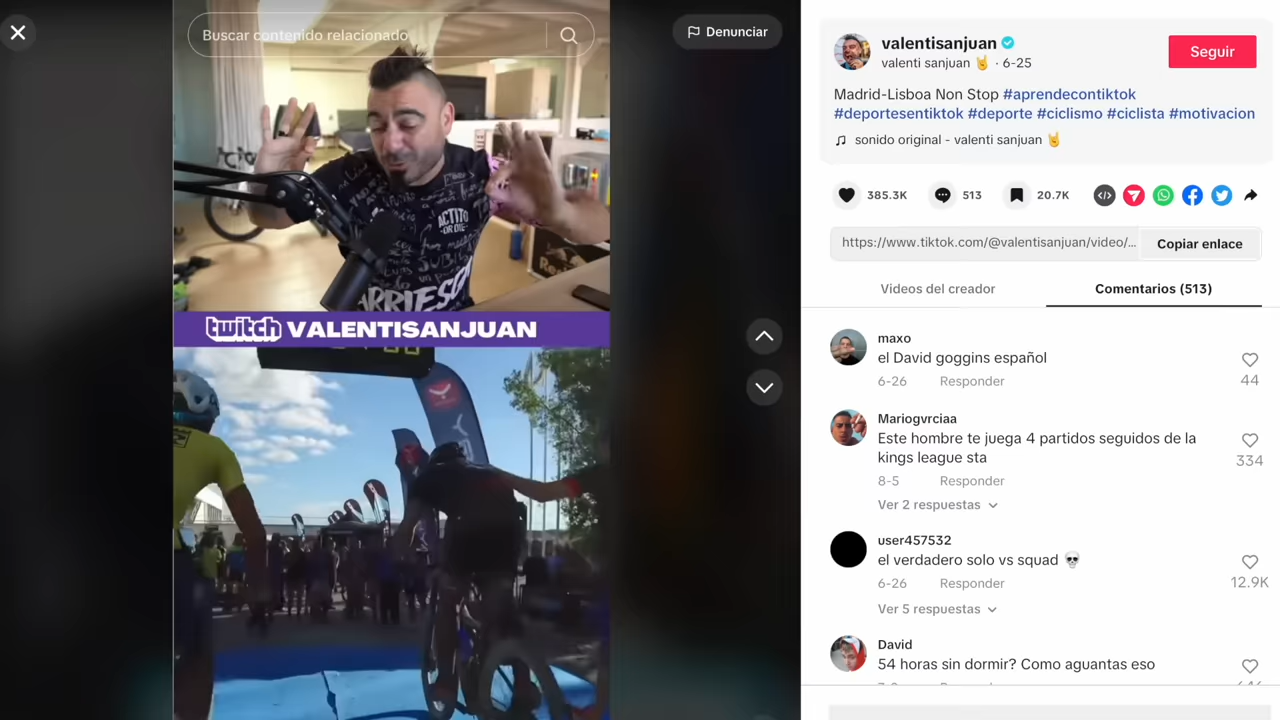 Buscar contenido relacionado
Denunciar
ACTITO
OR DIE
ARRIESG
twitch VALENTISANJUAN
valentisanjuan
valenti sanjuan 🤘 · 6-25
Seguir
Madrid-Lisboa Non Stop #aprendecontiktok
#deportesentiktok #deporte #ciclismo #ciclista #motivacion
sonido original - valenti sanjuan 🤘
385.3K
513
20.7K
https://www.tiktok.com/@valentisanjuan/video/...
Copiar enlace
Videos del creador
Comentarios (513)
maxo
el David goggins español
6-26 Responder
44
Mariogvrciaa
Este hombre te juega 4 partidos seguidos de la
kings league sta
334
8-5 Responder
Ver 2 respuestas
user457532
el verdadero solo vs squad 💀
6-26 Responder
12.9K
Ver 5 respuestas
David
54 horas sin dormir? Como aguantas eso